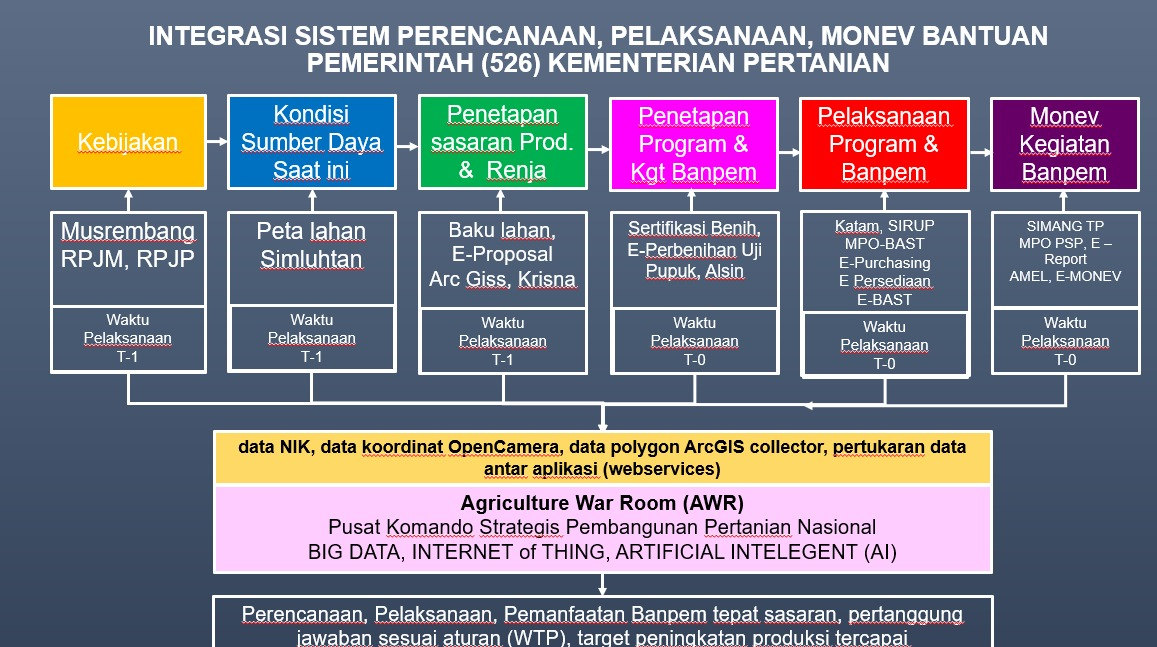 INTEGRASI SISTEM PERENCANAAN, PELAKSANAAN, MONEV BANTUAN
PEMERINTAH (526) KEMENTERIAN PERTANIAN
Kebijakan
Kondisi
Sumber Daya
Saat ini
Penetapan
sasaran Prod.
& Renja
Penetapan
Program &
Kgt Banpem
Pelaksanaan
Program &
Banpem
Monev
Kegiatan
Banpem
Musrembang
RPJM, RPJP
Peta lahan
Simluhtan
Baku lahan,
E-Proposal
Arc Giss, Krisna
Sertifikasi Benih,
E-Perbenihan Uji
Pupuk, Alsin
Katam, SIRUP
MPO-BAST
E-Purchasing
E Persediaan
E-BAST
SIMANG TP
MPO PSP, E –
Report
AMEL, E-MONEV
Waktu
Pelaksanaan
T-1
Waktu
Pelaksanaan
T-1
Waktu
Pelaksanaan
T-1
Waktu
Pelaksanaan
T-0
Waktu
Pelaksanaan
T-0
Waktu
Pelaksanaan
T-0
data NIK, data koordinat OpenCamera, data polygon ArcGIS collector, pertukaran data
antar aplikasi (webservices)
Agriculture War Room (AWR)
Pusat Komando Strategis Pembangunan Pertanian Nasional
BIG DATA, INTERNET of THING, ARTIFICIAL INTELEGENT (AI)
Perencanaan, Pelaksanaan, Pemanfaatan Banpem tepat sasaran, pertanggung
jawaban sesuai aturan (WTP), target peningkatan produksi tercapai